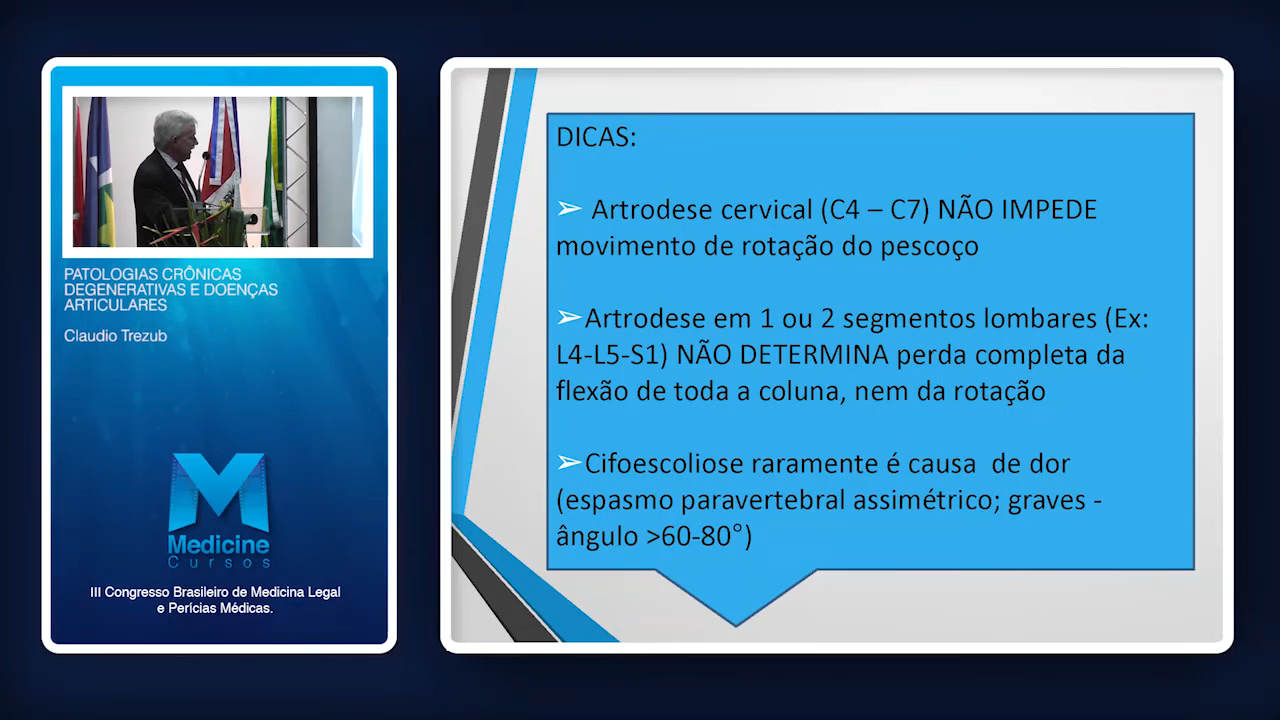 PATOLOGIAS CRÔNICAS
DEGENERATIVAS E DOENÇAS
ARTICULARES
Claudio Trezub
Medicine
Cursos
III Congresso Brasileiro de Medicina Legal
e Perícias Médicas.
DICAS:
➢ Artrodese cervical (C4 – C7) NÃO IMPEDE
movimento de rotação do pescoço
➢Artrodese em 1 ou 2 segmentos lombares (Ex:
L4-L5-S1) NÃO DETERMINA perda completa da
flexão de toda a coluna, nem da rotação
➢Cifoescoliose raramente é causa  de dor
(espasmo paravertebral assimétrico; graves -
ângulo >60-80°)